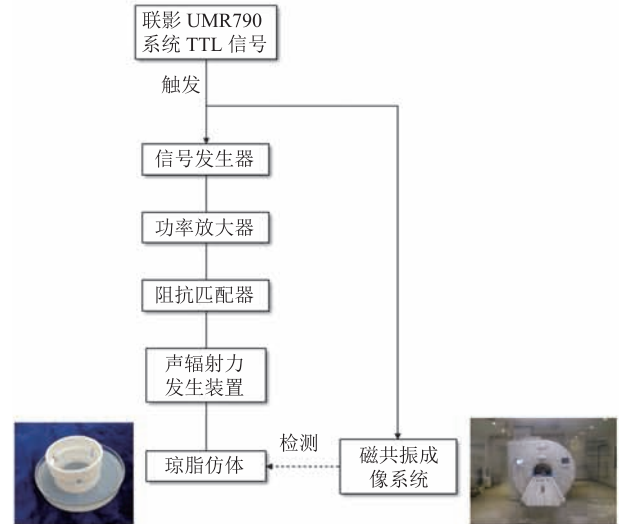 联影 UMR790
系统 TTL 信号
触发
信号发生器
功率放大器
阻抗匹配器
声辐射力
发生装置
琼脂仿体
检测
磁共振成
像系统